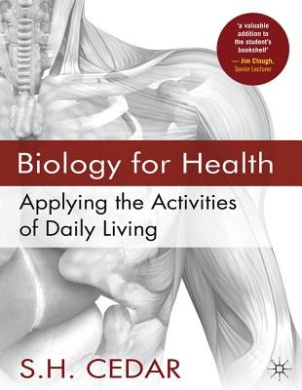 'a valuable
addition to
the student's
bookshelf'
— Jim Clough,
Senior Lecturer
Biology for Health
Applying the Activities
of Daily Living
S.H. CEDAR